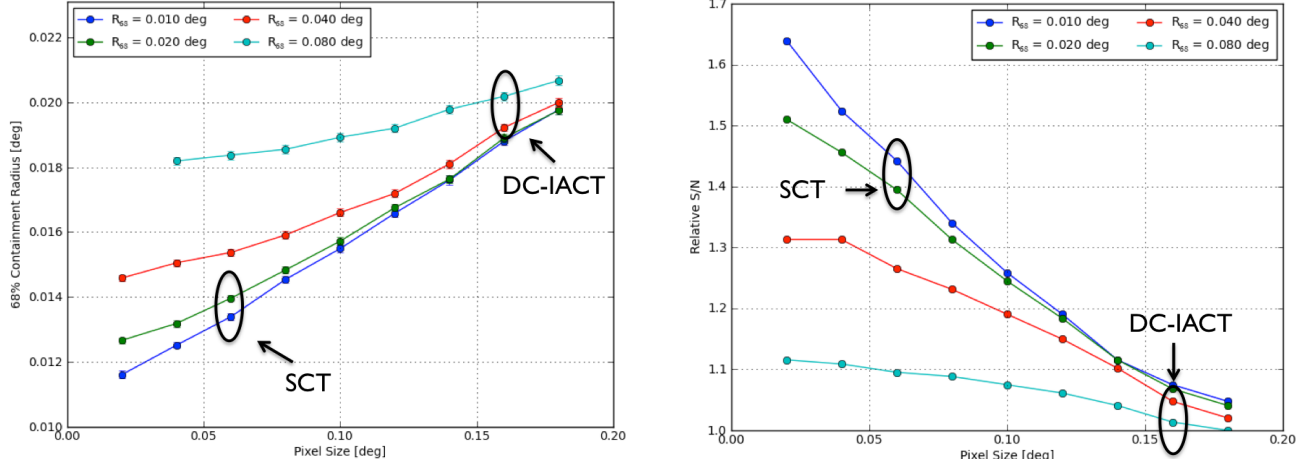 R₆₈ = 0.010 deg R₆₈ = 0.040 deg
R₆₈ = 0.020 deg R₆₈ = 0.080 deg
0.022
0.020
0.018
0.016
0.014
0.012
0.010
68% Containment Radius [deg]
DC-IACT
SCT
0.00 0.05 0.10 0.15 0.20
Pixel Size [deg]
R₆₈ = 0.010 deg R₆₈ = 0.040 deg
R₆₈ = 0.020 deg R₆₈ = 0.080 deg
1.7
1.6
1.5
1.4
1.3
1.2
1.1
1.0
Relative S/N
SCT
DC-IACT
0.00 0.05 0.10 0.15 0.20
Pixel Size [deg]